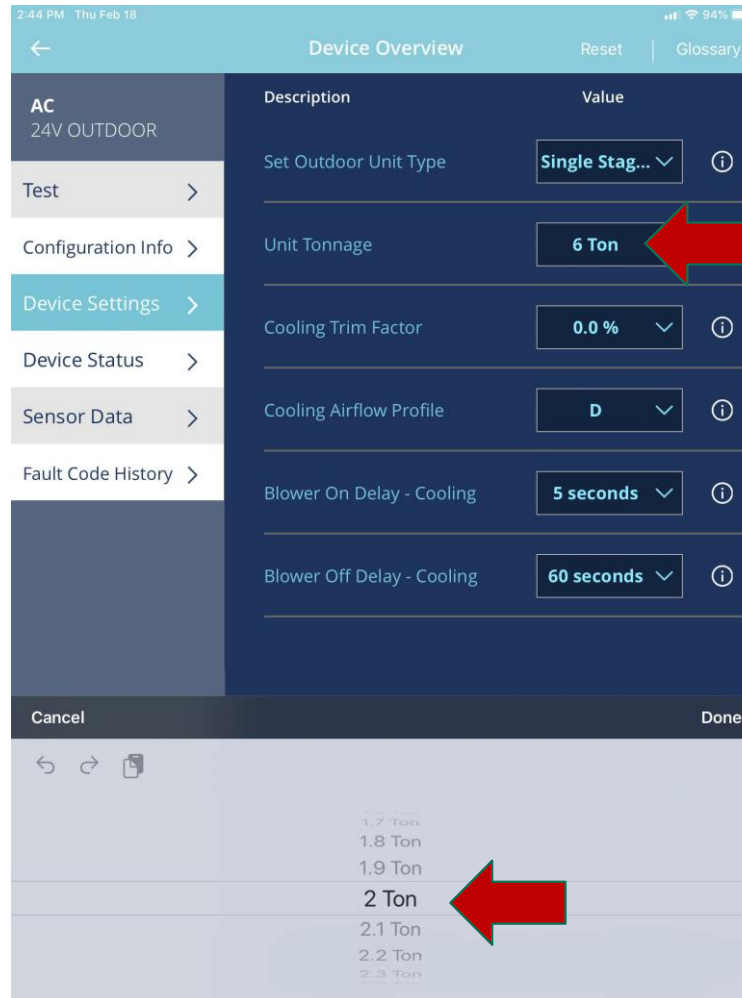 2:44 PM Thu Feb 18
94%
Device Overview
Reset
Glossary
AC
24V OUTDOOR
Test
Configuration Info
Device Settings
Device Status
Sensor Data
Fault Code History
Description Value
Set Outdoor Unit Type Single Stag...
Unit Tonnage 6 Ton
Cooling Trim Factor 0.0 %
Cooling Airflow Profile D
Blower On Delay - Cooling 5 seconds
Blower Off Delay - Cooling 60 seconds
Cancel Done
1.7 Ton
1.8 Ton
1.9 Ton
2 Ton
2.1 Ton
2.2 Ton
2.3 Ton